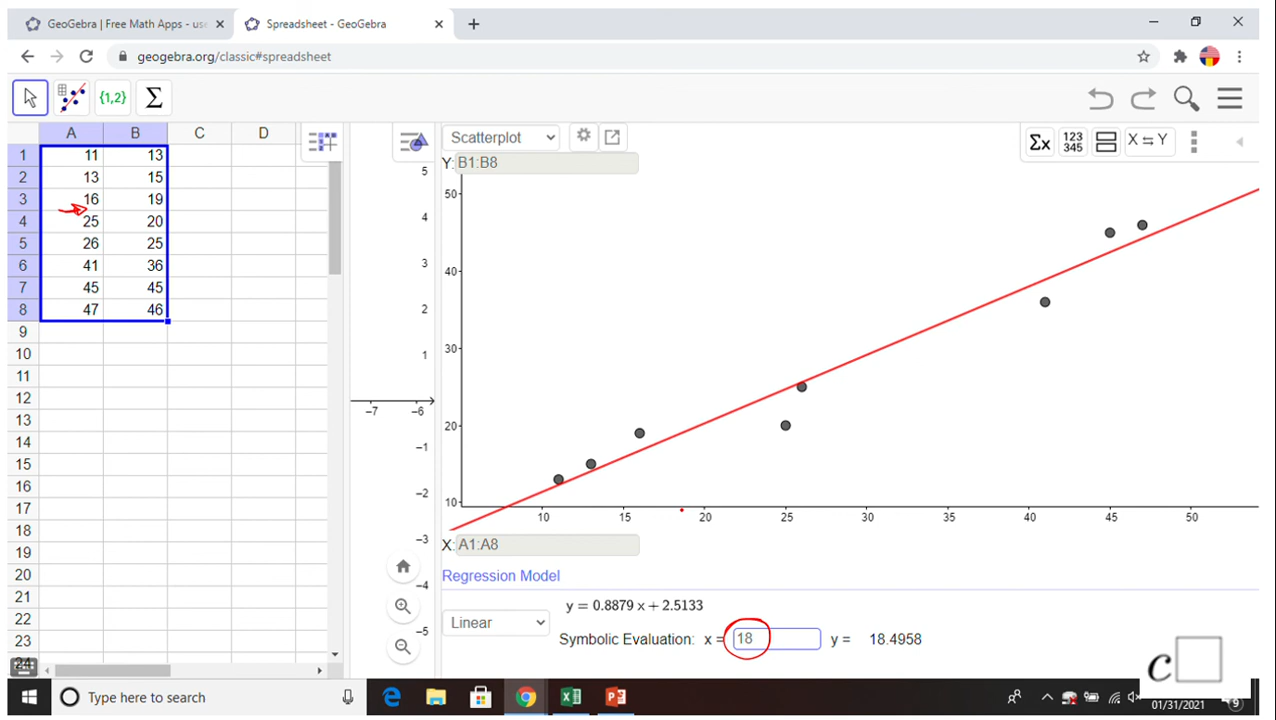 GeoGebra | Free Math Apps - use
Spreadsheet - GeoGebra
geogebra.org/classic#spreadsheet
{1,2} Σ
A B C D
1 11 13
2 13 15
3 16 19
4 25 20
5 26 25
6 41 36
7 45 45
8 47 46
9
10
11
12
13
14
15
16
17
18
19
20
21
22
23
24
5
4
3
2
1
−7 −6
−1
−2
−3
−4
−5
Scatterplot
Σx 123 345 X ⇆ Y
Y: B1:B8
50
40
30
20
10
10 15 20 25 30 35 40 45 50
X: A1:A8
Regression Model
y = 0.8879 x + 2.5133
Linear
Symbolic Evaluation: x = 18 y = 18.4958
c
Type here to search
01/31/2021
9